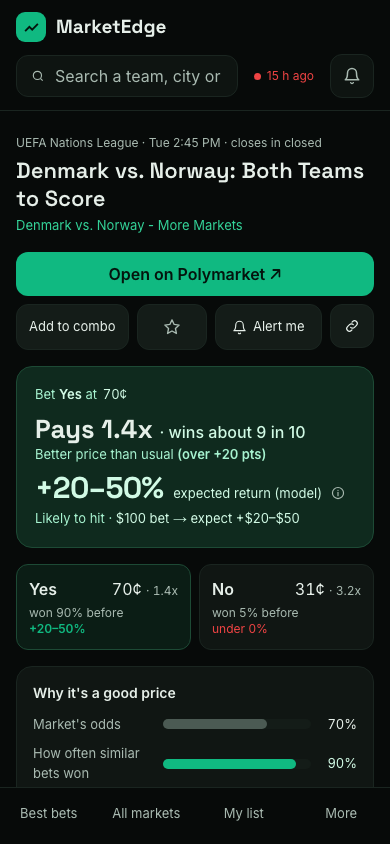 MarketEdge
Search a team, city or
15 h ago
UEFA Nations League · Tue 2:45 PM · closes in closed
Denmark vs. Norway: Both Teams
to Score
Denmark vs. Norway - More Markets
Open on Polymarket ↗
Add to combo
Alert me
Bet Yes at 70¢
Pays 1.4x · wins about 9 in 10
Better price than usual (over +20 pts)
+20–50% expected return (model)
Likely to hit · $100 bet → expect +$20–$50
Yes 70¢ · 1.4x
won 90% before
+20–50%
No 31¢ · 3.2x
won 5% before
under 0%
Why it's a good price
Market's odds 70%
How often similar
bets won 90%
Best bets All markets My list More